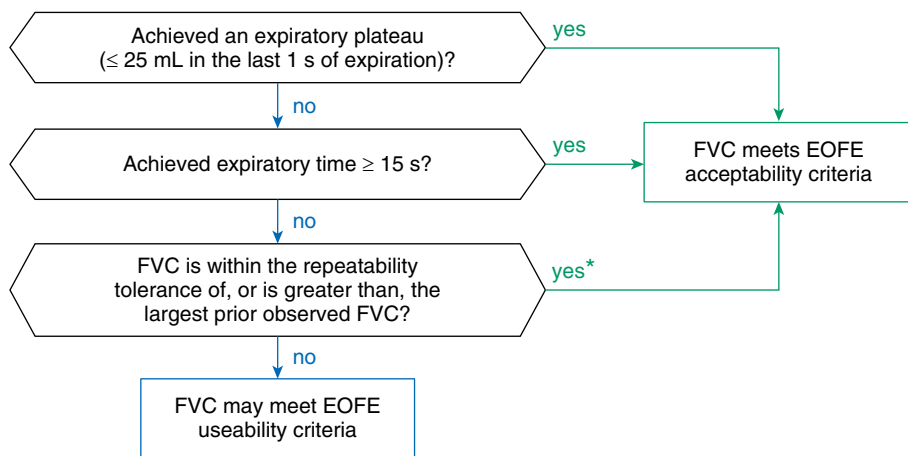 Achieved an expiratory plateau
(≤ 25 mL in the last 1 s of expiration)?
yes
no
Achieved expiratory time ≥ 15 s?
yes
FVC meets EOFE
acceptability criteria
no
FVC is within the repeatability
tolerance of, or is greater than, the
largest prior observed FVC?
yes*
no
FVC may meet EOFE
useability criteria